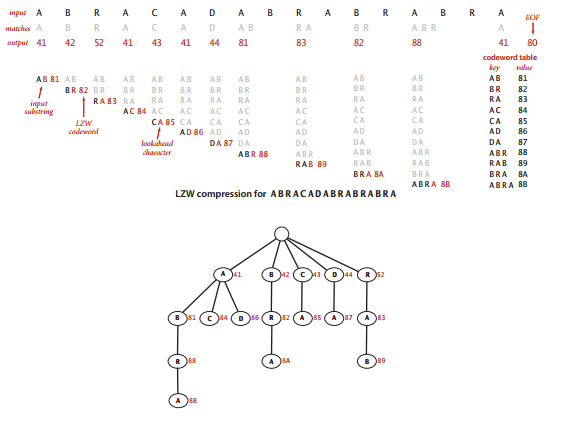 input A B R A C A D A B R A B R A B R A
EOF
matches A B R A C A D AB RA BR ABR A
output 41 42 52 41 43 41 44 81 83 82 88 41 80
codeword table
key value
AB 81 AB AB AB AB AB AB AB AB AB AB 81
BR 82 BR BR BR BR BR BR BR BR BR 82
RA 83 RA RA RA RA RA RA RA RA 83
AC 84 AC AC AC AC AC AC AC 84
CA 85 CA CA CA CA CA CA 85
AD 86 AD AD AD AD AD 86
DA 87 DA DA DA DA 87
ABR 88 ABR ABR ABR ABR 88
RAB 89 RAB RAB RAB 89
BRA 8A BRA BRA 8A
ABRA 8B ABRA 8B
input
substring
LZW
codeword
lookahead
character
LZW compression for ABRACADABRABRABRA
A 41 B 42 C 43 D 44 R 52
B 81 C 84 D 86 R 82 A 85 A 87 A 83
R 88 A 8A B 89
A 8B